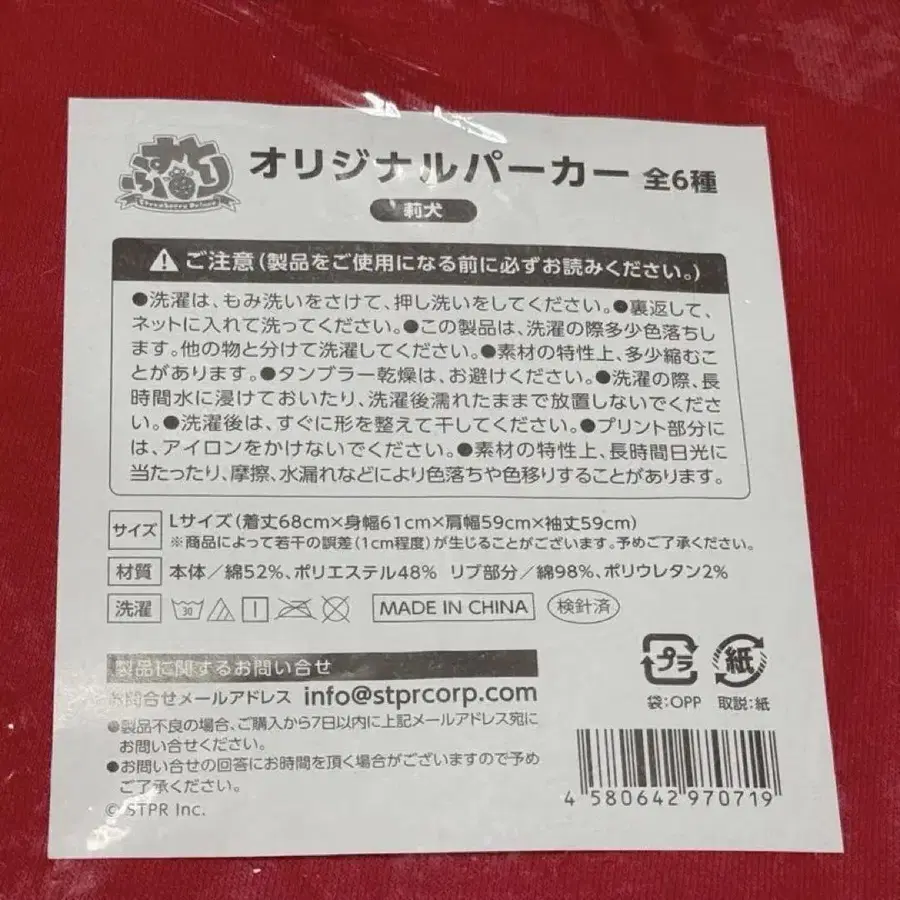 すとぷり
Strawberry Prince
オリジナルパーカー 全6種
莉犬
ご注意(製品をご使用になる前に必ずお読みください。)
●洗濯は、もみ洗いをさけて、押し洗いをしてください。●裏返して、
ネットに入れて洗ってください。●この製品は、洗濯の際多少色落ちし
ます。他の物と分けて洗濯してください。●素材の特性上、多少縮むこ
とがあります。●タンブラー乾燥は、お避けください。●洗濯の際、長
時間水に浸けておいたり、洗濯後濡れたままで放置しないでくださ
い。●洗濯後は、すぐに形を整えて干してください。●プリント部分に
は、アイロンをかけないでください。●素材の特性上、長時間日光に
当たったり、摩擦、水漏れなどにより色落ちや色移りすることがあります。
サイズ Lサイズ(着丈68cm×身幅61cm×肩幅59cm×袖丈59cm)
※商品によって若干の誤差(1cm程度)が生じることがございます。予めご了承ください。
材質 本体/綿52%、ポリエステル48% リブ部分/綿98%、ポリウレタン2%
洗濯 30 MADE IN CHINA 検針済
製品に関するお問い合せ
お問合せメールアドレス info@stprcorp.com
●製品不良の場合、ご購入から7日以内に上記メールアドレス宛に
お問い合せください。
●お問い合せの回答にお時間を頂く場合がございますので予め
ご了承ください。
© STPR Inc.
プラ 紙
袋:OPP 取説:紙
4 580642 970719